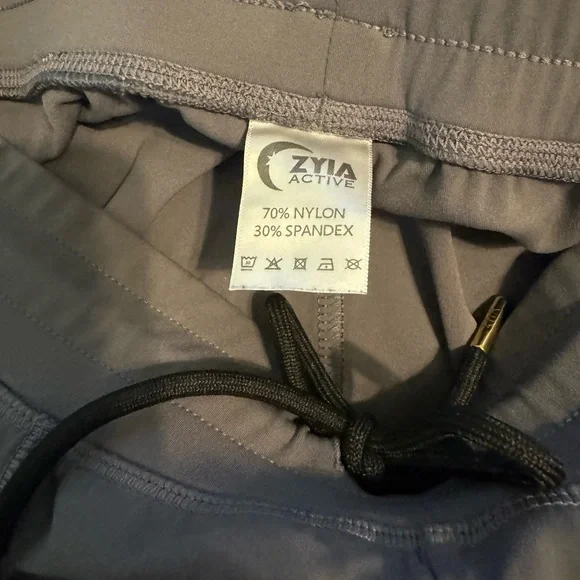 ZYIA
ACTIVE
70% NYLON
30% SPANDEX